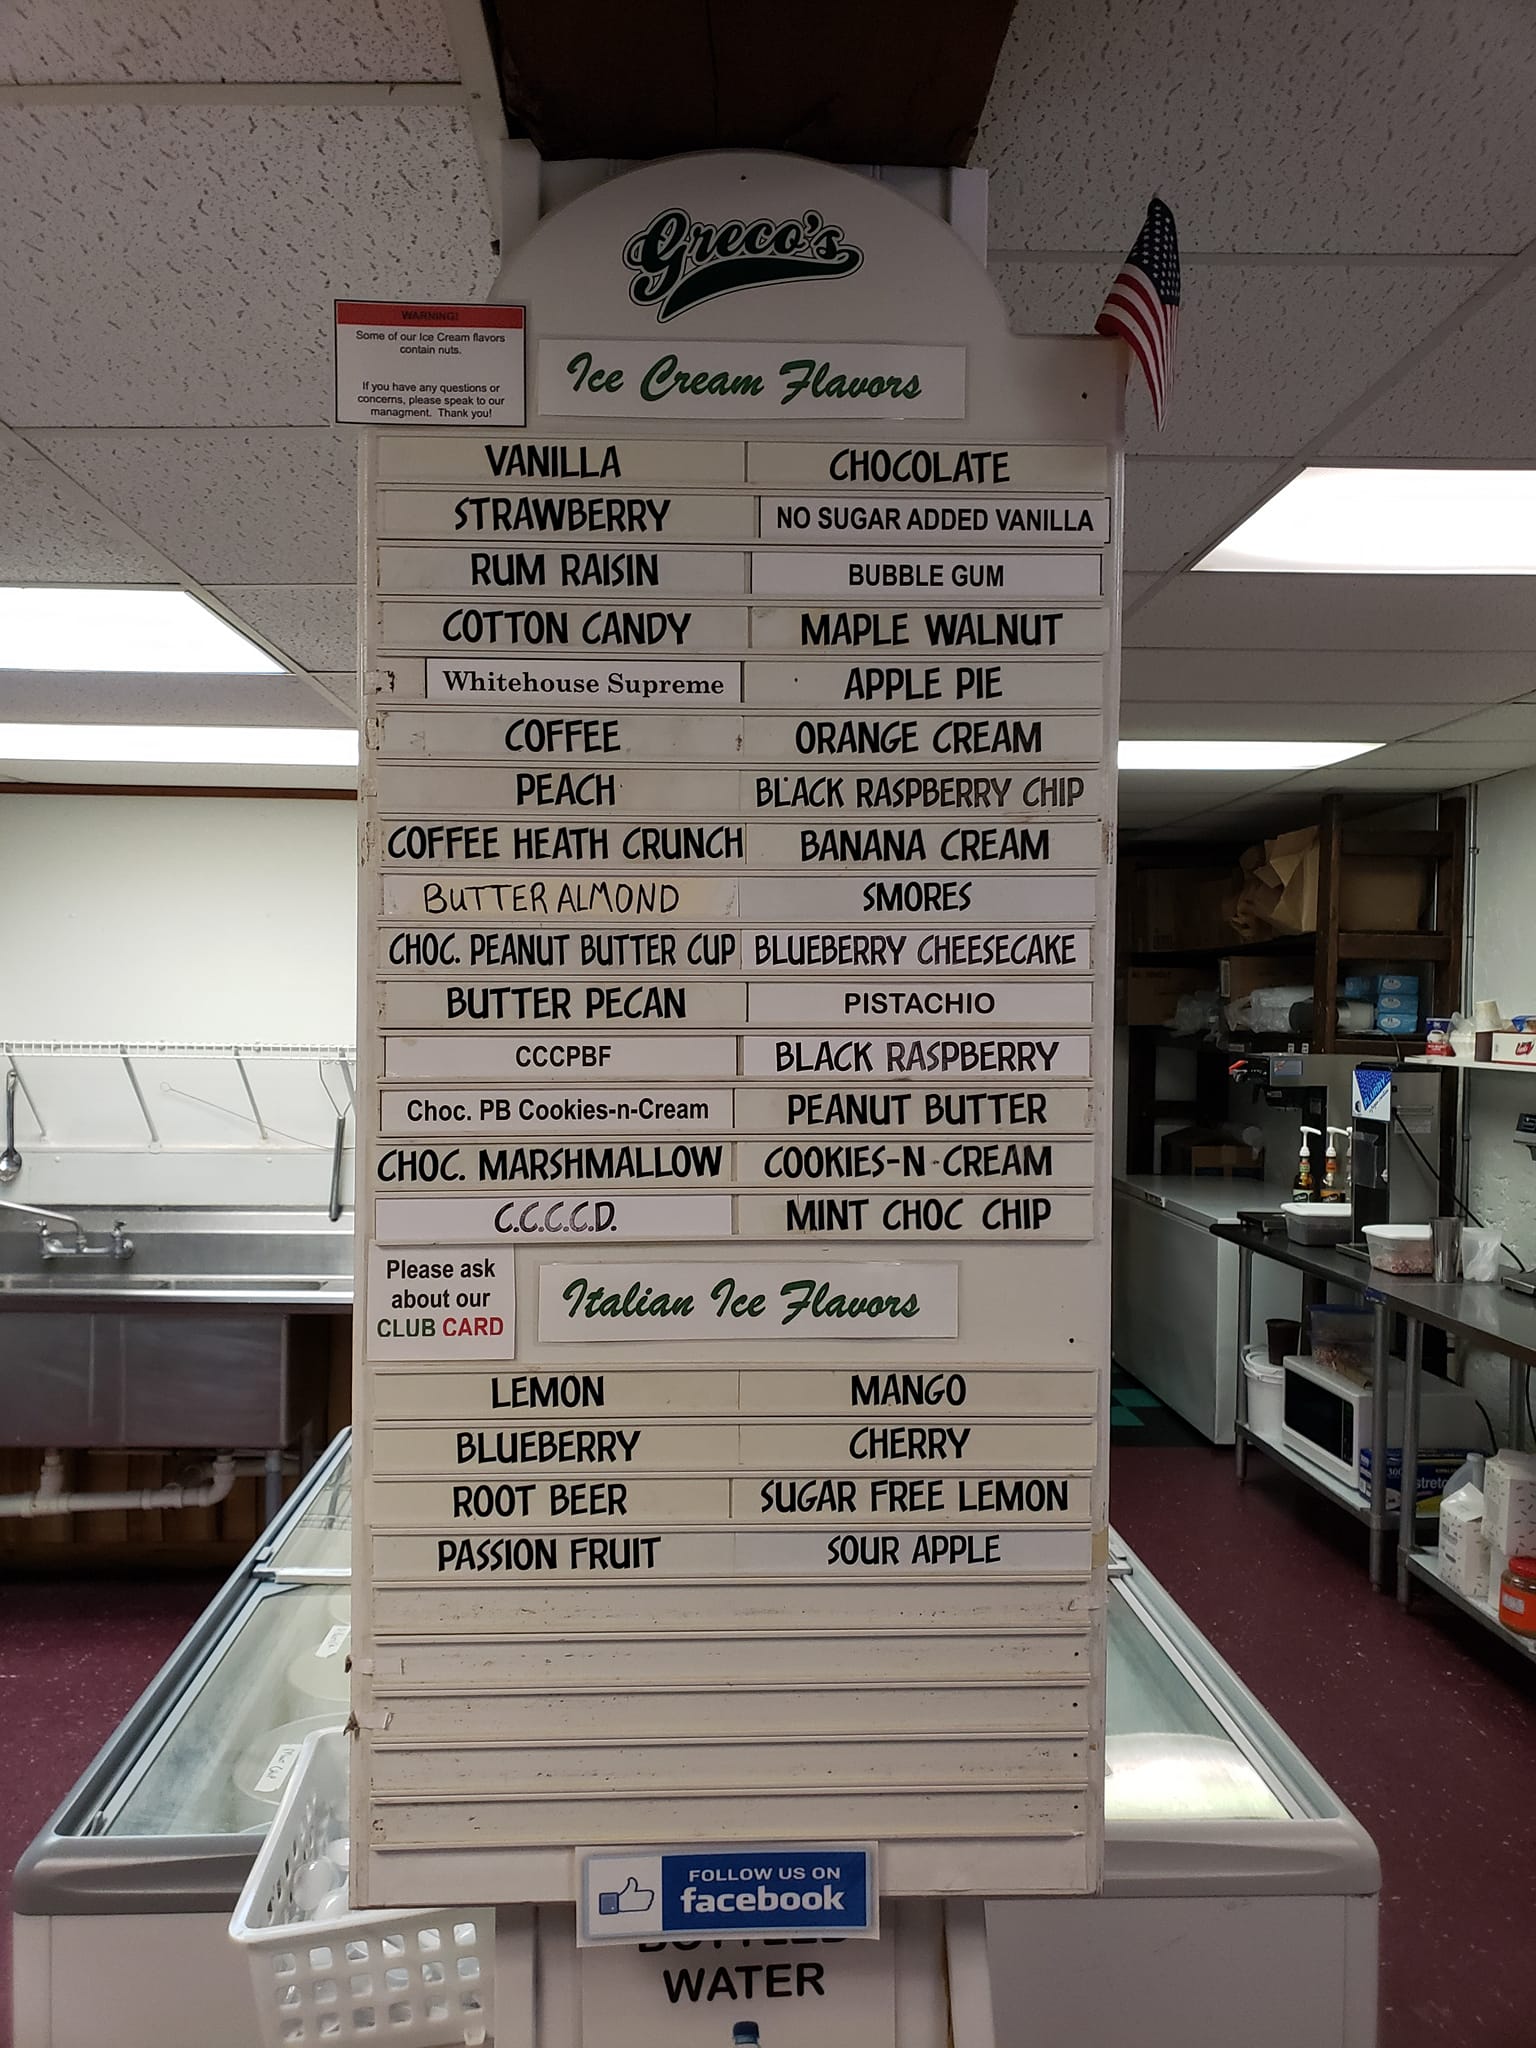 Greco's
WARNING!
Some of our Ice Cream flavors
contain nuts.
If you have any questions or
concerns, please speak to our
managment. Thank you!
Ice Cream Flavors
VANILLA CHOCOLATE
STRAWBERRY NO SUGAR ADDED VANILLA
RUM RAISIN BUBBLE GUM
COTTON CANDY MAPLE WALNUT
Whitehouse Supreme APPLE PIE
COFFEE ORANGE CREAM
PEACH BLACK RASPBERRY CHIP
COFFEE HEATH CRUNCH BANANA CREAM
BUTTER ALMOND SMORES
CHOC. PEANUT BUTTER CUP BLUEBERRY CHEESECAKE
BUTTER PECAN PISTACHIO
CCCPBF BLACK RASPBERRY
Choc. PB Cookies-n-Cream PEANUT BUTTER
CHOC. MARSHMALLOW COOKIES-N-CREAM
C.C.C.C.D. MINT CHOC CHIP
Please ask
about our
CLUB CARD
Italian Ice Flavors
LEMON MANGO
BLUEBERRY CHERRY
ROOT BEER SUGAR FREE LEMON
PASSION FRUIT SOUR APPLE
FOLLOW US ON
facebook
BOTTLED
WATER